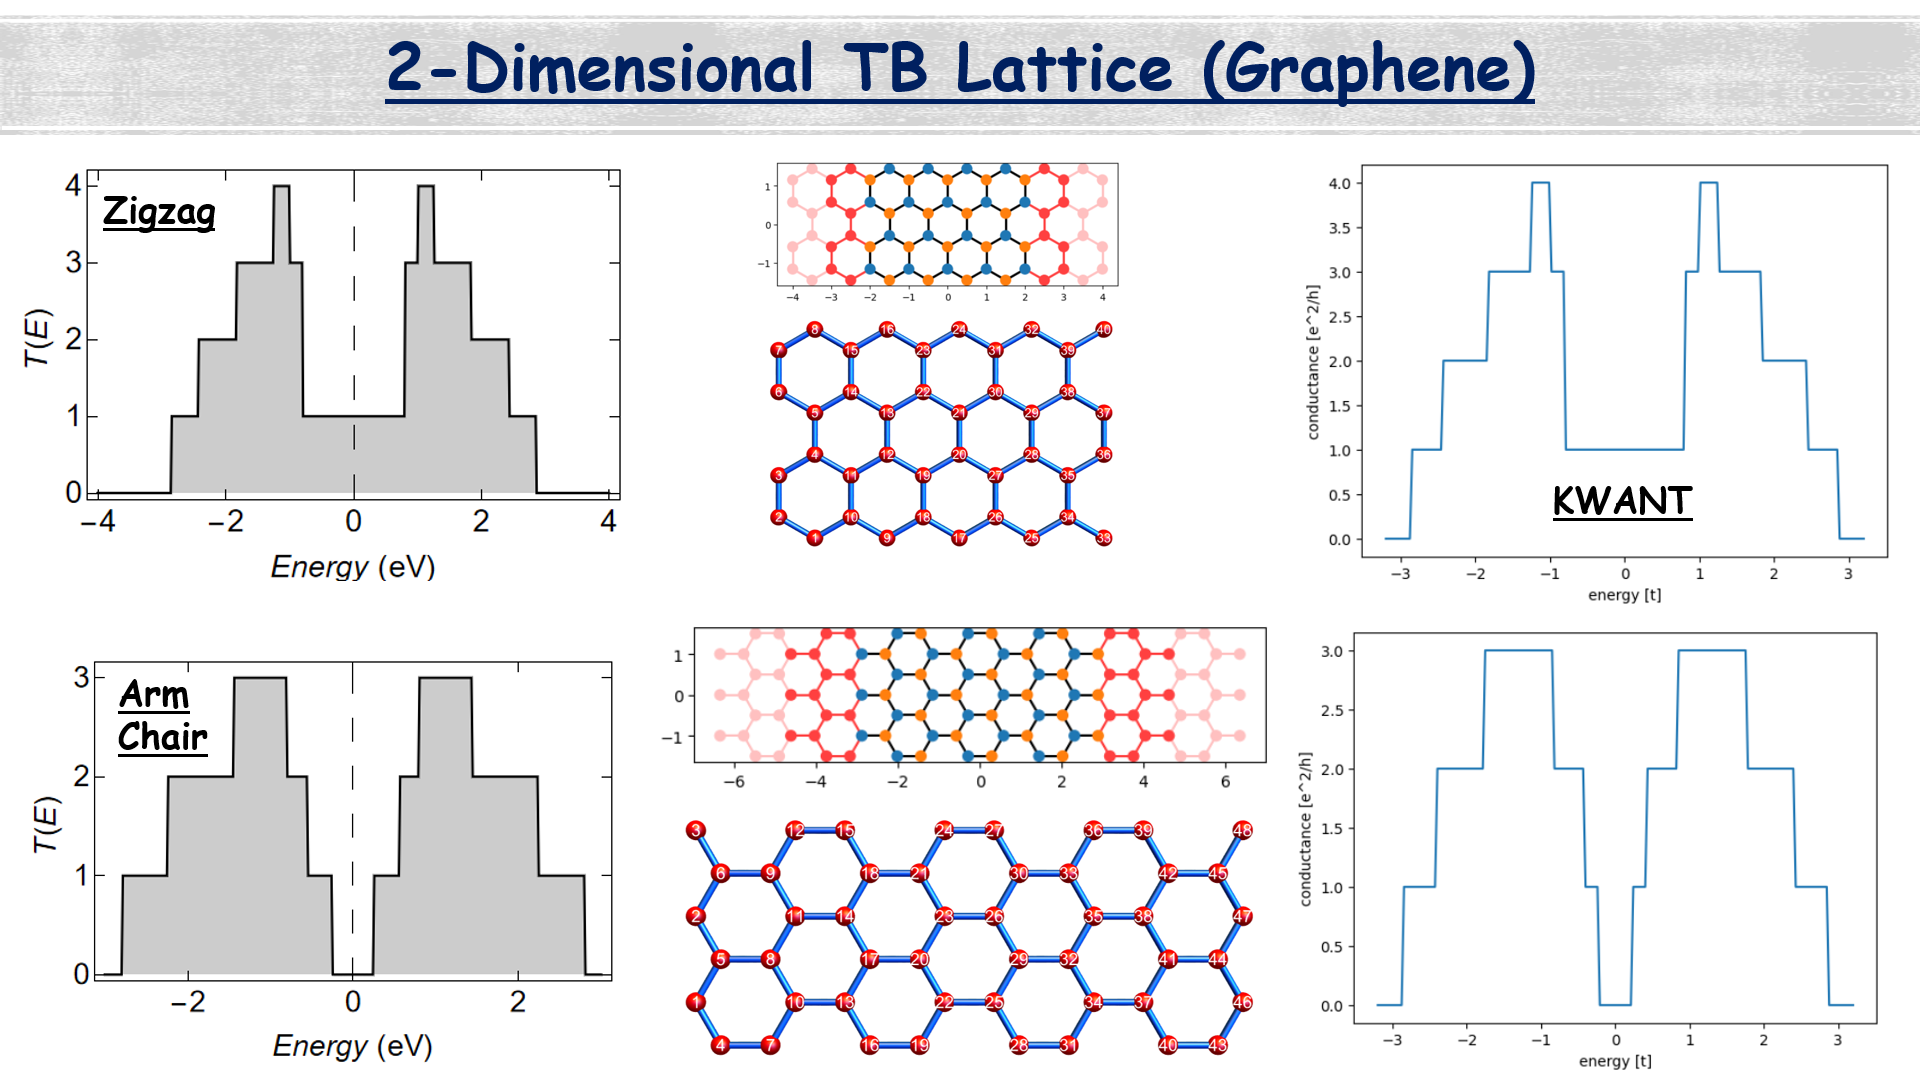 2-Dimensional TB Lattice (Graphene)
Zigzag
T(E)
4
3
2
1
0
−4 −2 0 2 4
Energy (eV)
1
0
−1
−4 −3 −2 −1 0 1 2 3 4
8 16 24 32 40
7 15 23 31 39
6 14 22 30 38
5 13 21 29 37
4 12 20 28 36
3 11 19 27 35
2 10 18 26 34
1 9 17 25 33
conductance [e^2/h]
4.0
3.5
3.0
2.5
2.0
1.5
1.0
0.5
0.0
KWANT
−3 −2 −1 0 1 2 3
energy [t]
Arm
Chair
T(E)
3
2
1
0
−2 0 2
Energy (eV)
1
0
−1
−6 −4 −2 0 2 4 6
3 12 15 24 27 36 39 48
6 9 18 21 30 33 42 45
2 11 14 23 26 35 38 47
5 8 17 20 29 32 41 44
1 10 13 22 25 34 37 46
4 7 16 19 28 31 40 43
conductance [e^2/h]
3.0
2.5
2.0
1.5
1.0
0.5
0.0
−3 −2 −1 0 1 2 3
energy [t]